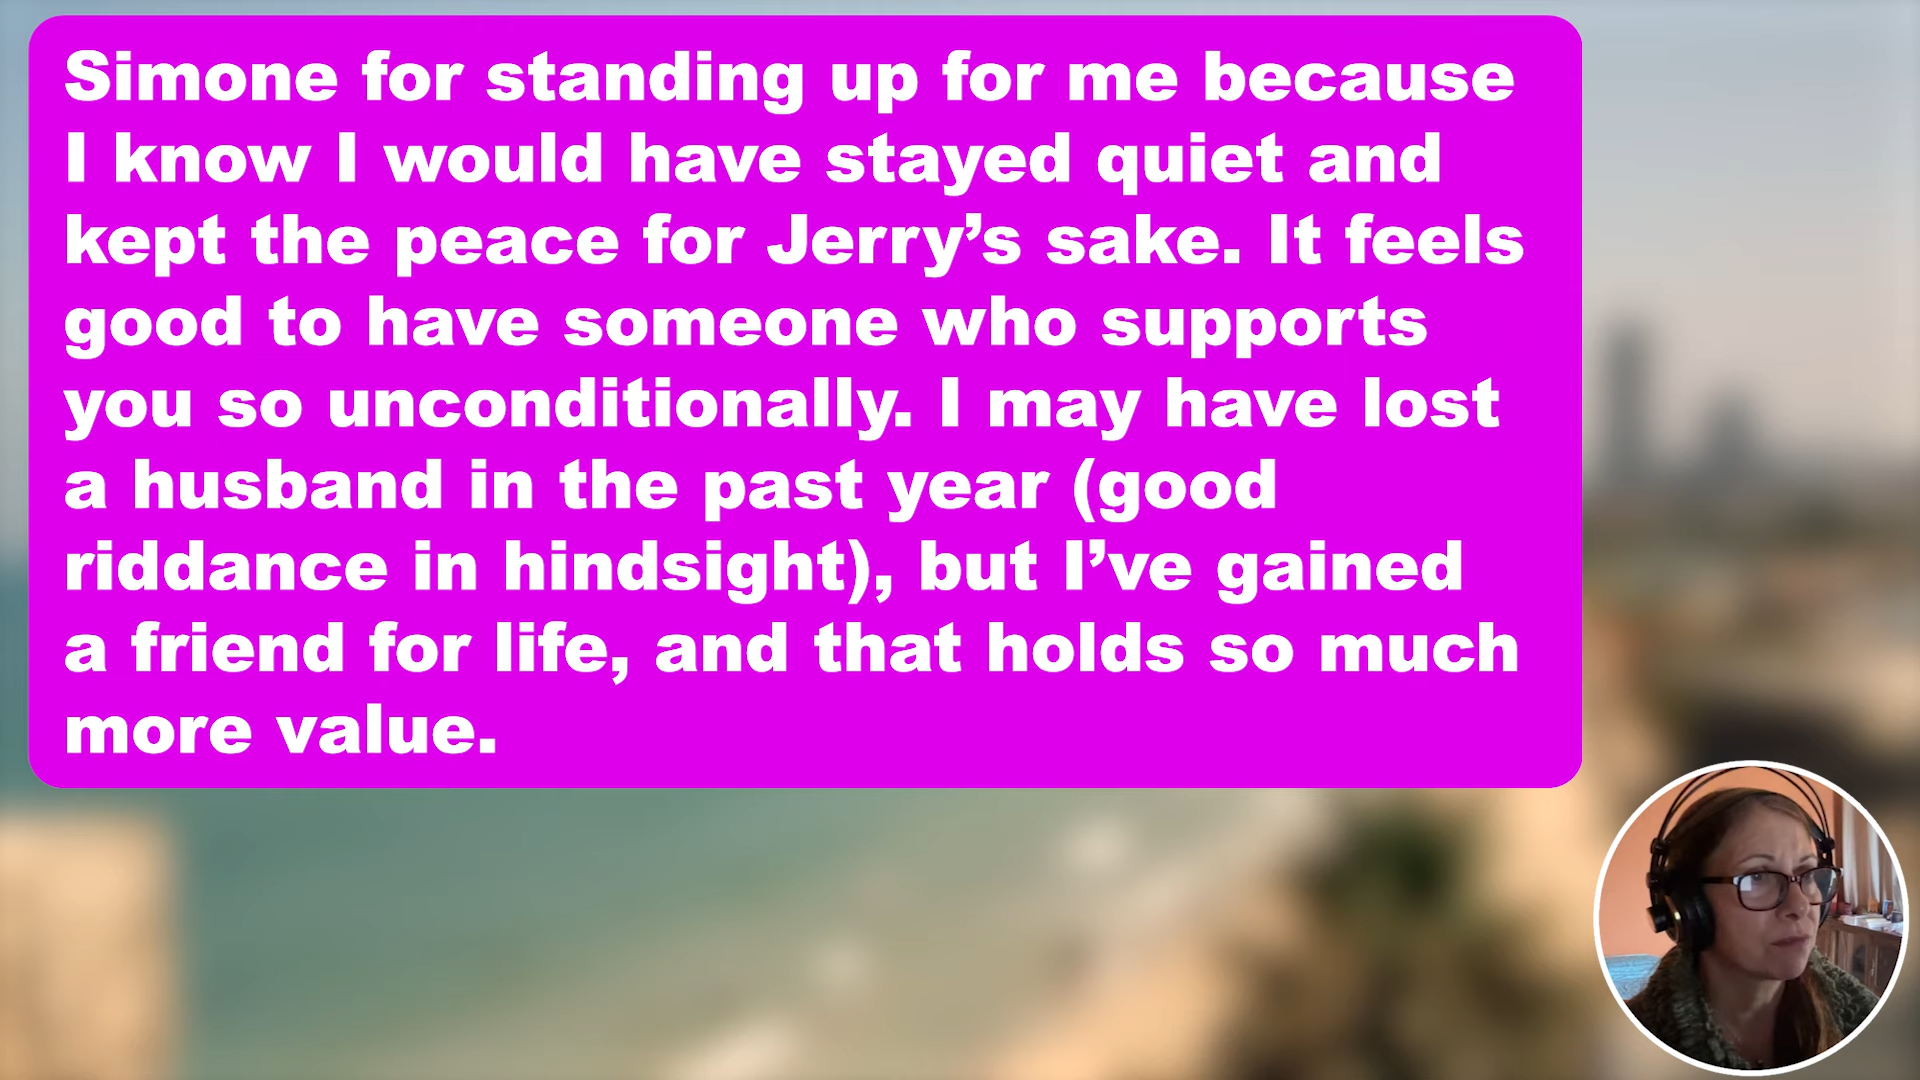 Simone for standing up for me because
I know I would have stayed quiet and
kept the peace for Jerry’s sake. It feels
good to have someone who supports
you so unconditionally. I may have lost
a husband in the past year (good
riddance in hindsight), but I’ve gained
a friend for life, and that holds so much
more value.